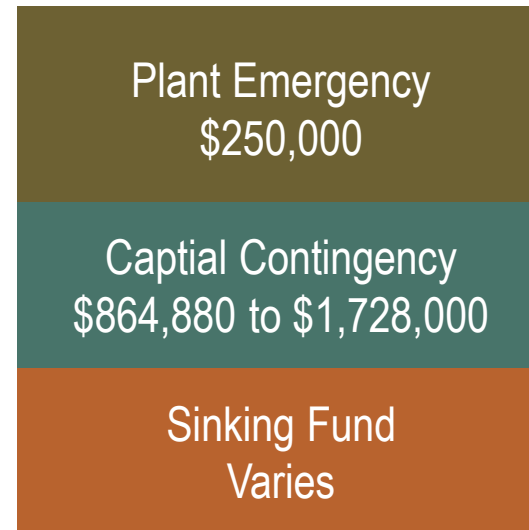 Plant Emergency
$250,000
Captial Contingency
$864,880 to $1,728,000
Sinking Fund
Varies